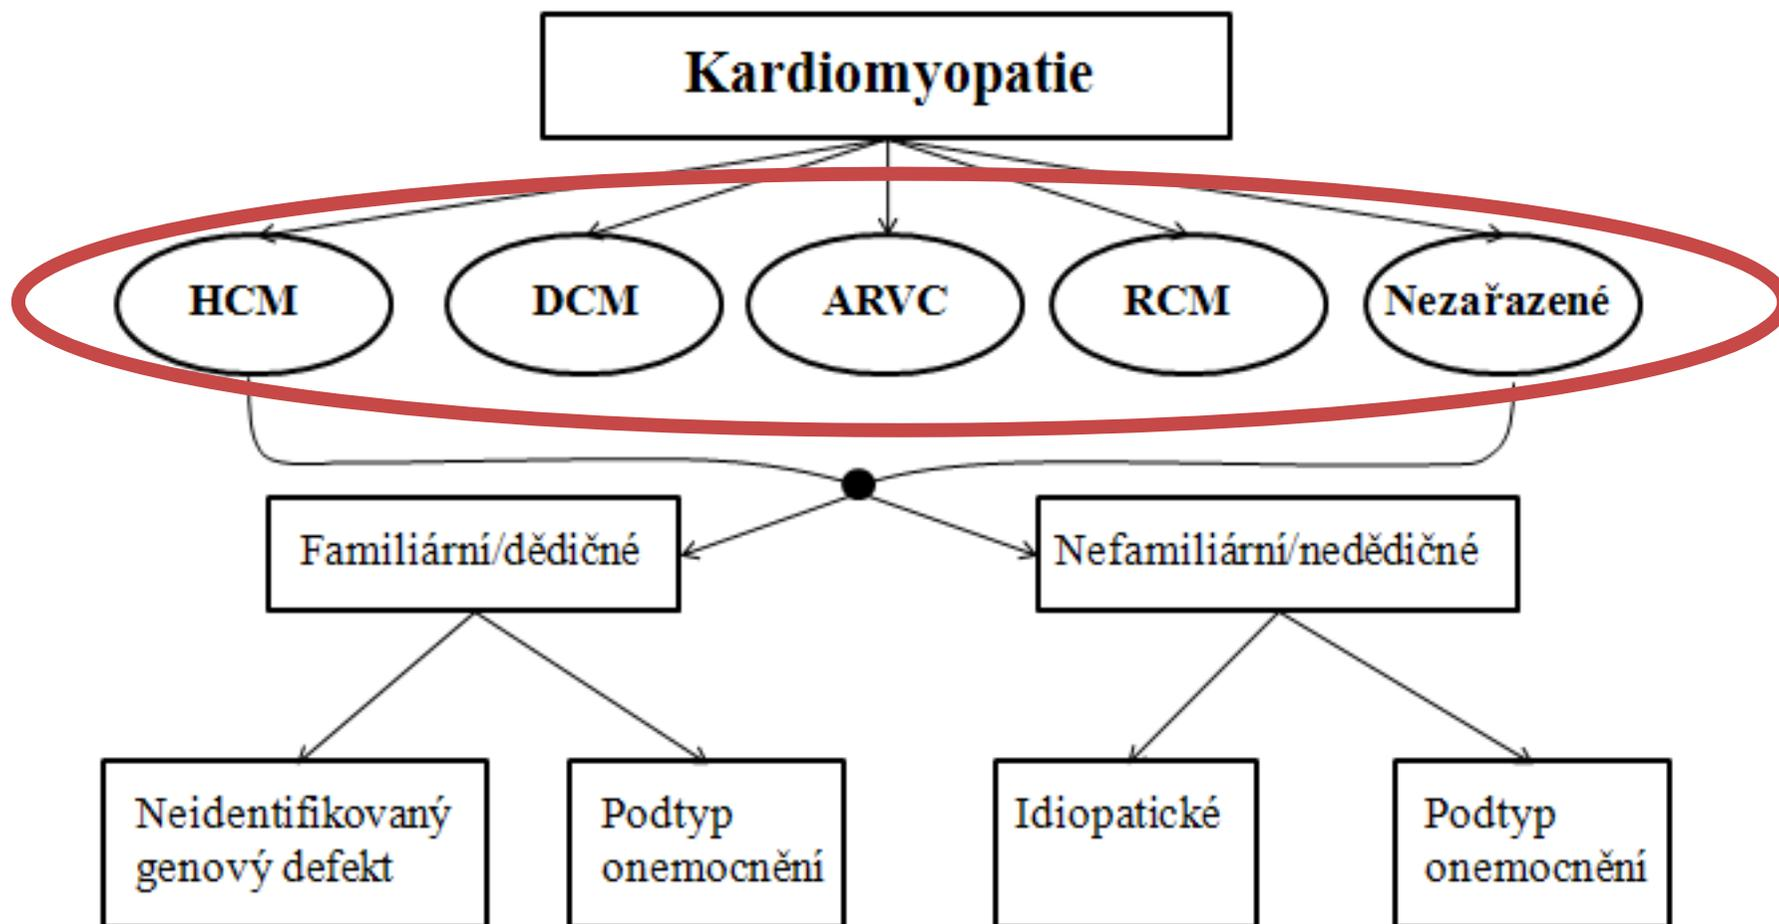 Kardiomyopatie
HCM
DCM
ARVC
RCM
Nezařazené
Familiární/dědičné
Nefamiliární/nedědičné
Neidentifikovaný
genový defekt
Podtyp
onemocnění
Idiopatické
Podtyp
onemocnění